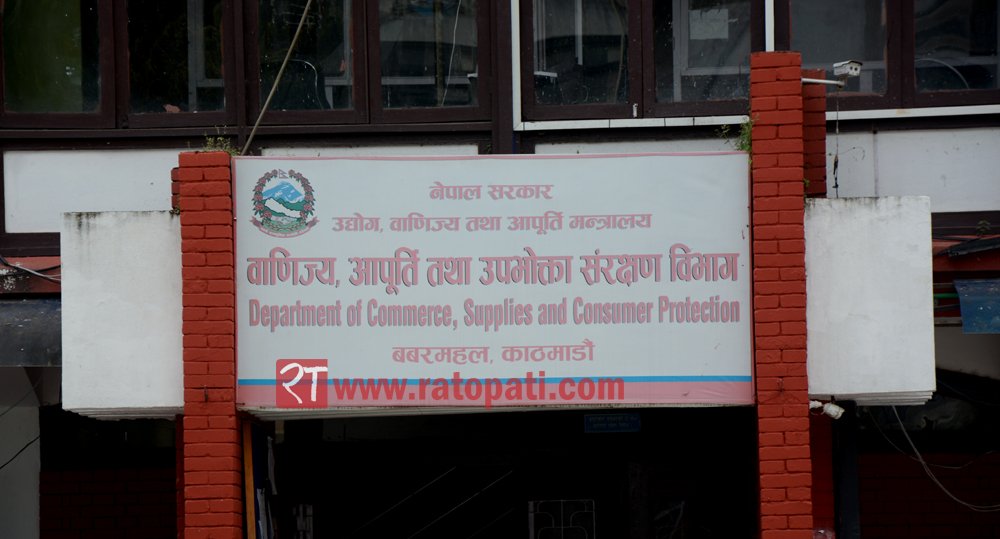 नेपाल सरकार
उद्योग, वाणिज्य तथा आपूर्ति मन्त्रालय
वाणिज्य, आपूर्ति तथा उपभोक्ता संरक्षण विभाग
Department of Commerce, Supplies and Consumer Protection
बबरमहल, काठमाडौं
रा www.ratopati.com